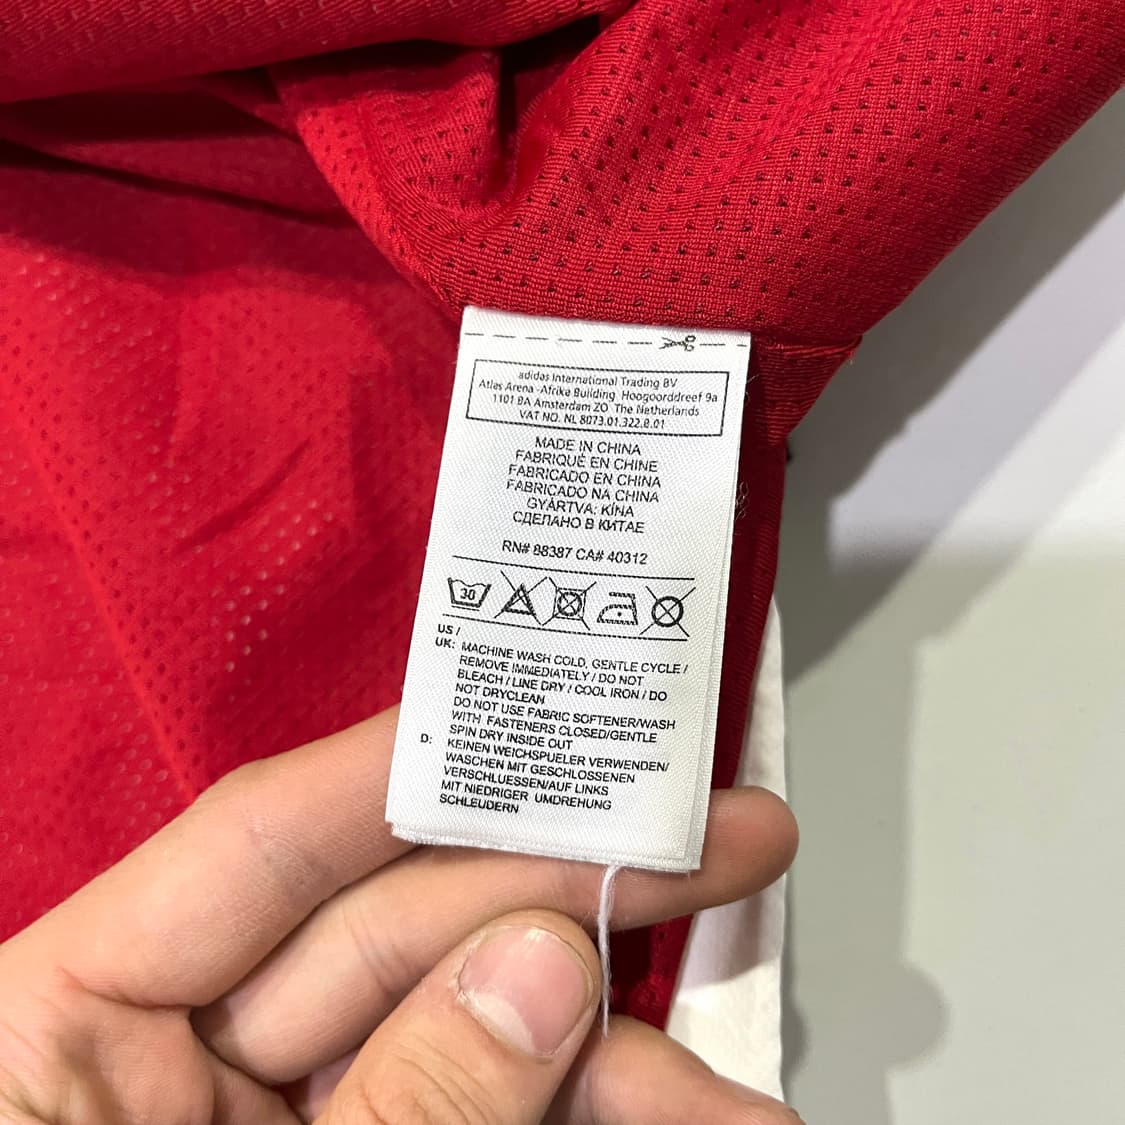 adidas International Trading BV
Atlas Arena -Afrika Building Hoogoorddreef 9a
1101 BA Amsterdam ZO The Netherlands
VAT NO. NL 8073.01.322.B.01
MADE IN CHINA
FABRIQUÉ EN CHINE
FABRICADO EN CHINA
FABRICADO NA CHINA
GYÁRTVA: KÍNA
СДЕЛАНО В КИТАЕ
RN# 88387 CA# 40312
30
US /
UK: MACHINE WASH COLD, GENTLE CYCLE /
REMOVE IMMEDIATELY / DO NOT
BLEACH / LINE DRY / COOL IRON / DO
NOT DRYCLEAN
DO NOT USE FABRIC SOFTENER/WASH
WITH FASTENERS CLOSED/GENTLE
SPIN DRY INSIDE OUT
D: KEINEN WEICHSPUELER VERWENDEN/
WASCHEN MIT GESCHLOSSENEN
VERSCHLUESSEN/AUF LINKS
MIT NIEDRIGER UMDREHUNG
SCHLEUDERN